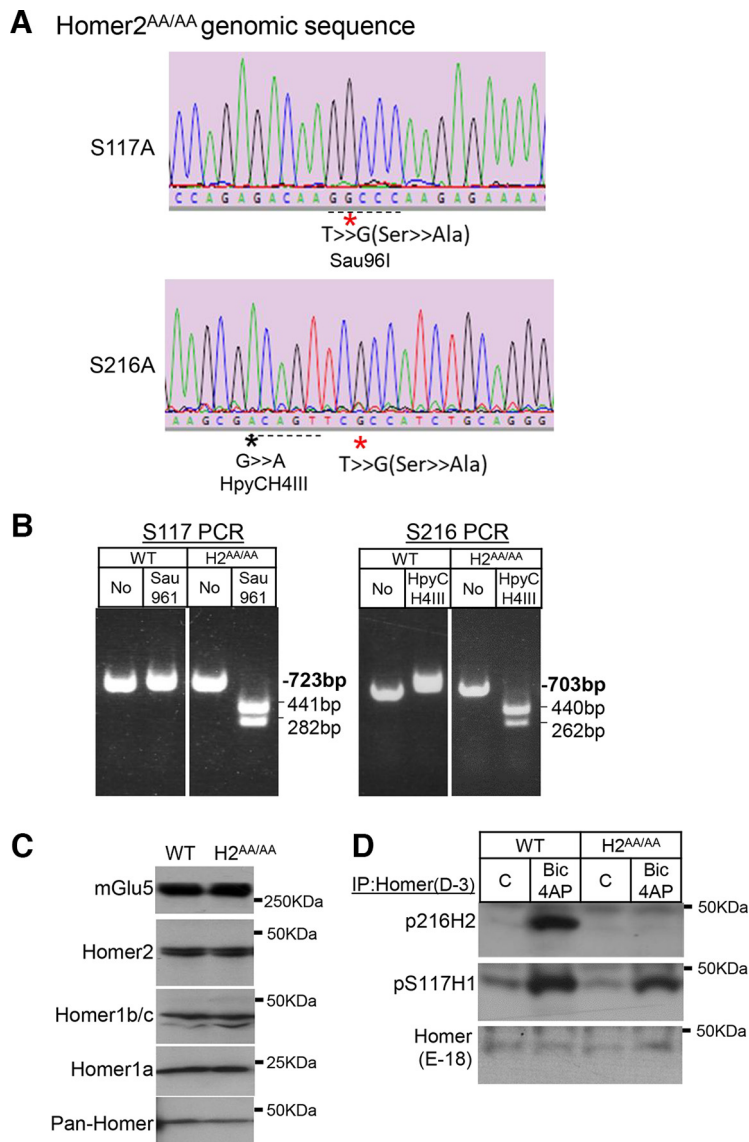 A Homer2AA/AA genomic sequence
S117A
CCAGAGACAAGGCCCAAGAGAAAA
*
T>>G(Ser>>Ala)
Sau96I
S216A
AAGCGACAGTTCGCCATCTGCAGGG
* *
G>>A T>>G(Ser>>Ala)
HpyCH4III
B S117 PCR S216 PCR
WT H2AA/AA WT H2AA/AA
No Sau 961 No Sau 961 No HpyC H4III No HpyC H4III
-723bp -703bp
441bp 440bp
282bp 262bp
C WT H2AA/AA
mGlu5 250KDa
Homer2 50KDa
Homer1b/c 50KDa
Homer1a 25KDa
Pan-Homer 50KDa
D WT H2AA/AA
IP:Homer(D-3) C Bic 4AP C Bic 4AP
p216H2 50KDa
pS117H1 50KDa
Homer (E-18) 50KDa